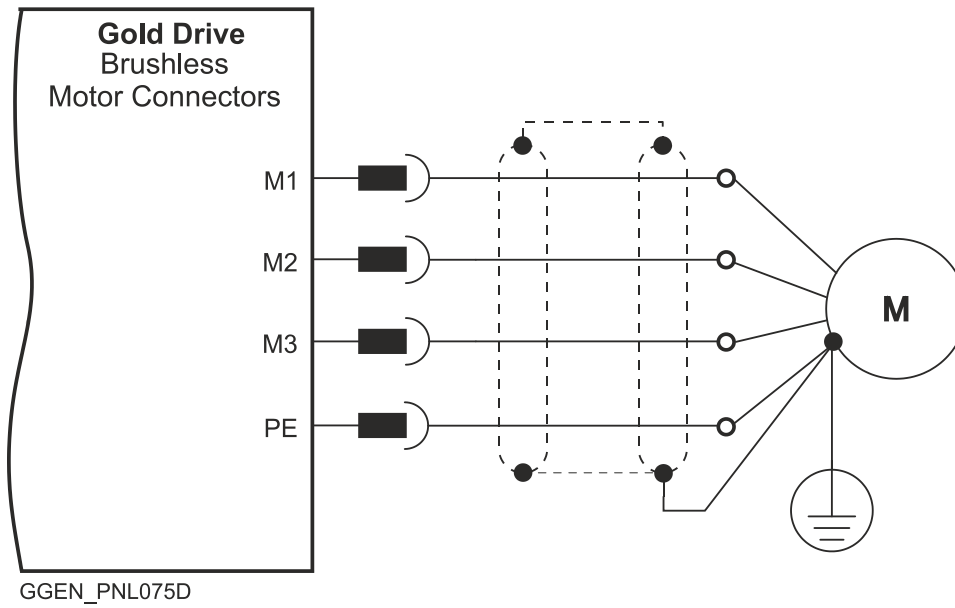 Gold Drive
Brushless
Motor Connectors
M1
M2
M3
PE
M
GGEN_PNL075D